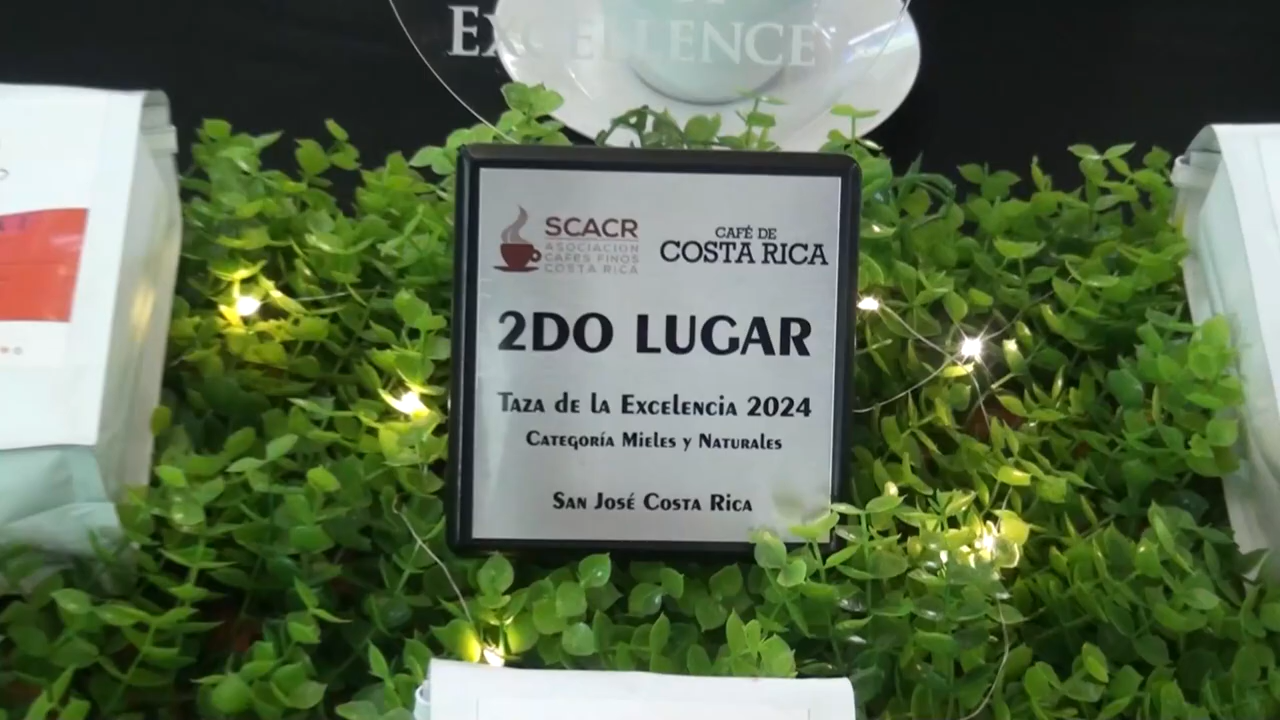 EXCELLENCE
SCACR
ASOCIACION
CAFES FINOS
COSTA RICA
CAFÉ DE
COSTA RICA
2DO LUGAR
Taza de la Excelencia 2024
Categoría Mieles y Naturales
San José Costa Rica